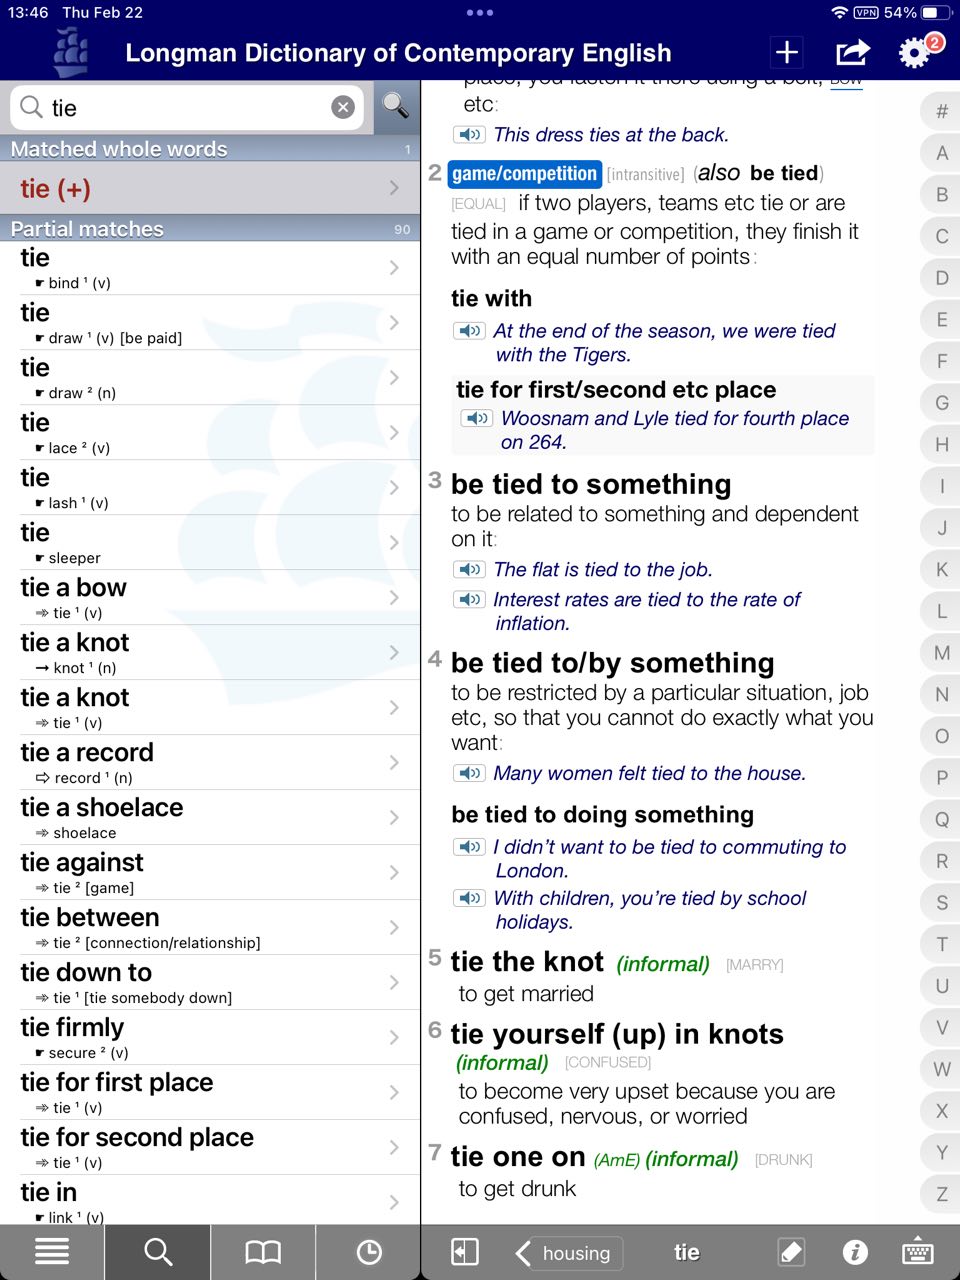 13:46 Thu Feb 22
VPN 54%
Longman Dictionary of Contemporary English
2
tie
Matched whole words 1
tie (+)
Partial matches 90
tie
☛ bind ¹ (v)
tie
☛ draw ¹ (v) [be paid]
tie
☛ draw ² (n)
tie
☛ lace ² (v)
tie
☛ lash ¹ (v)
tie
☛ sleeper
tie a bow
⇒ tie ¹ (v)
tie a knot
→ knot ¹ (n)
tie a knot
⇒ tie ¹ (v)
tie a record
⇨ record ¹ (n)
tie a shoelace
⇒ shoelace
tie against
⇒ tie ² [game]
tie between
⇒ tie ² [connection/relationship]
tie down to
⇒ tie ¹ [tie somebody down]
tie firmly
☛ secure ² (v)
tie for first place
⇒ tie ¹ (v)
tie for second place
⇒ tie ¹ (v)
tie in
☛ link ¹ (v)
place, you fasten it there using a belt, bow
etc:
This dress ties at the back.
2 game/competition [intransitive] (also be tied)
[EQUAL] if two players, teams etc tie or are
tied in a game or competition, they finish it
with an equal number of points:
tie with
At the end of the season, we were tied
with the Tigers.
tie for first/second etc place
Woosnam and Lyle tied for fourth place
on 264.
3 be tied to something
to be related to something and dependent
on it:
The flat is tied to the job.
Interest rates are tied to the rate of
inflation.
4 be tied to/by something
to be restricted by a particular situation, job
etc, so that you cannot do exactly what you
want:
Many women felt tied to the house.
be tied to doing something
I didn’t want to be tied to commuting to
London.
With children, you’re tied by school
holidays.
5 tie the knot (informal) [MARRY]
to get married
6 tie yourself (up) in knots
(informal) [CONFUSED]
to become very upset because you are
confused, nervous, or worried
7 tie one on (AmE) (informal) [DRUNK]
to get drunk
#
A
B
C
D
E
F
G
H
I
J
K
L
M
N
O
P
Q
R
S
T
U
V
W
X
Y
Z
housing
tie